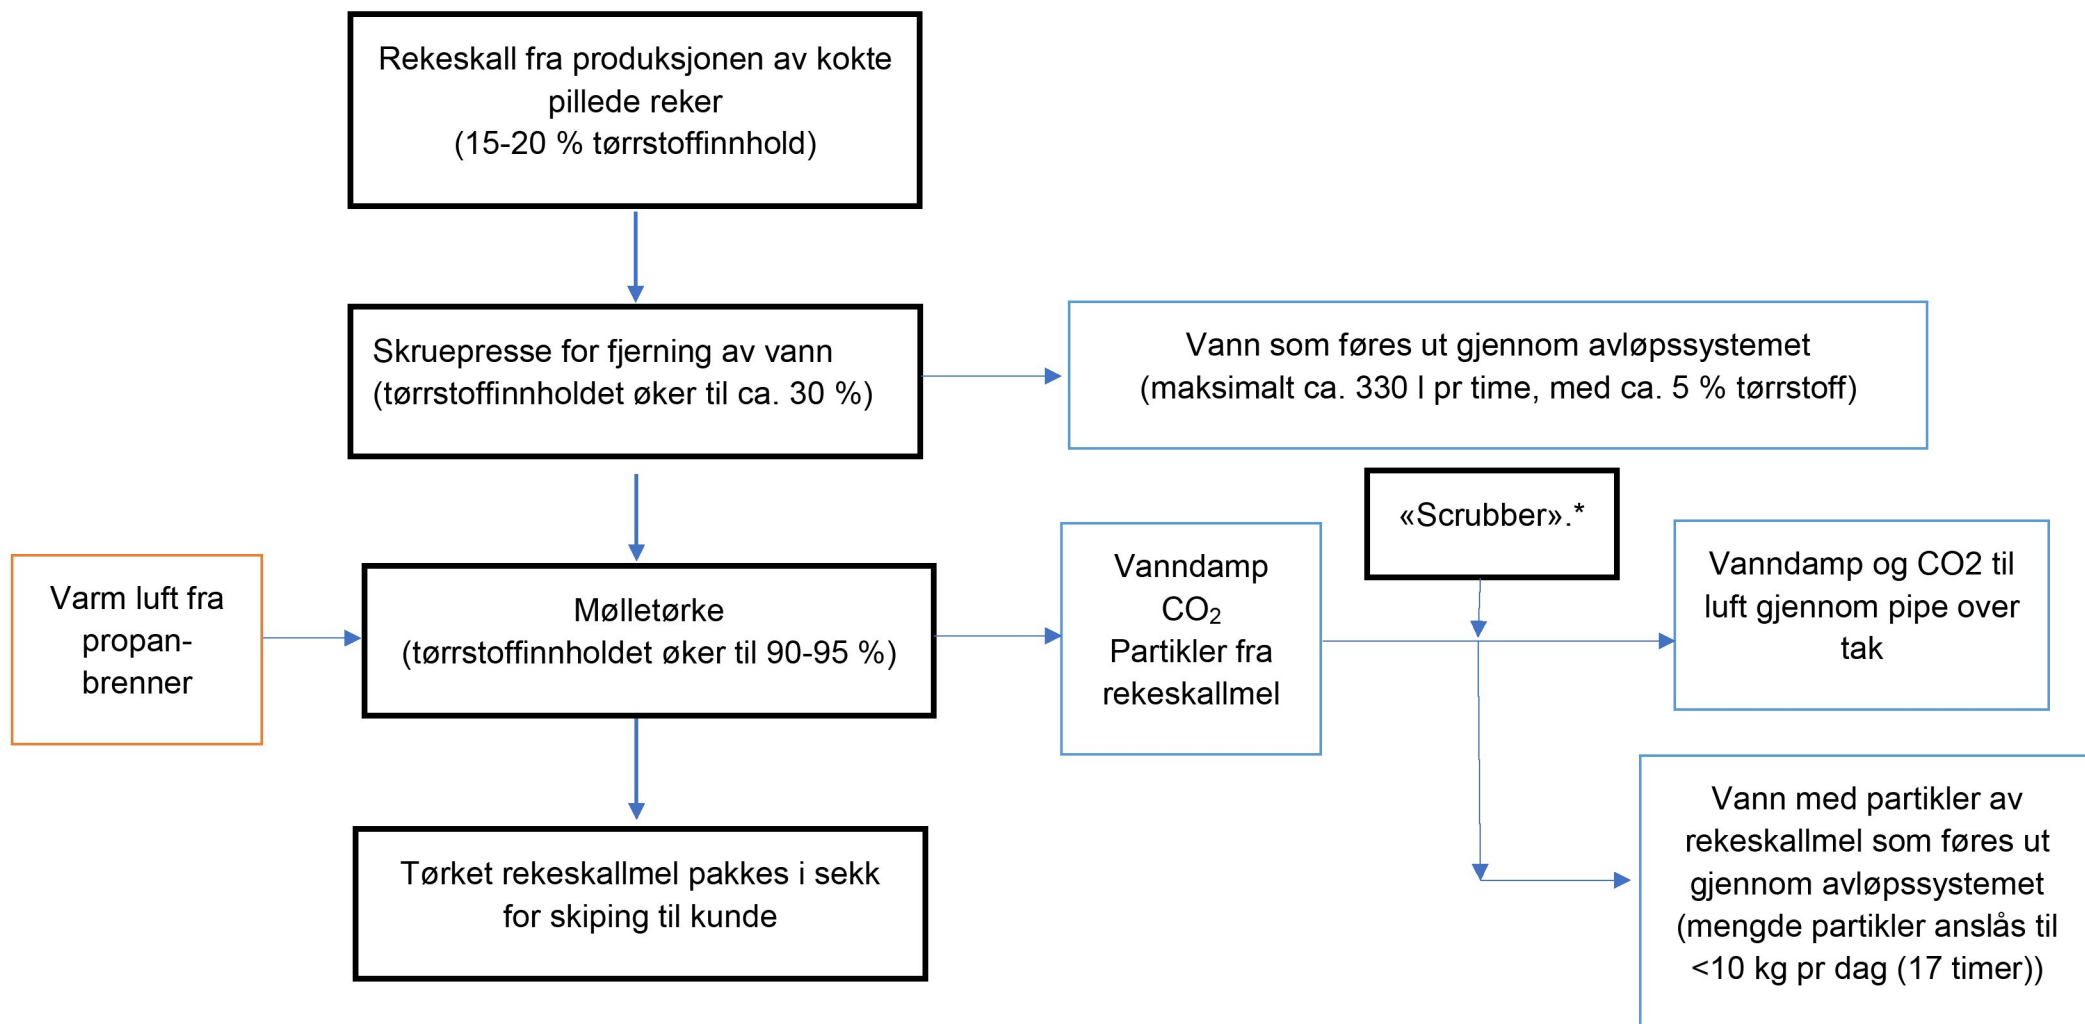 Rekeskall fra produksjonen av kokte
pillede reker
(15-20 % tørrstoffinnhold)
Skruepresse for fjerning av vann
(tørrstoffinnholdet øker til ca. 30 %)
Vann som føres ut gjennom avløpssystemet
(maksimalt ca. 330 l pr time, med ca. 5 % tørrstoff)
«Scrubber».*
Varm luft fra
propan-
brenner
Mølletørke
(tørrstoffinnholdet øker til 90-95 %)
Vanndamp
CO₂
Partikler fra
rekeskallmel
Vanndamp og CO2 til
luft gjennom pipe over
tak
Tørket rekeskallmel pakkes i sekk
for skiping til kunde
Vann med partikler av
rekeskallmel som føres ut
gjennom avløpssystemet
(mengde partikler anslås til
<10 kg pr dag (17 timer))